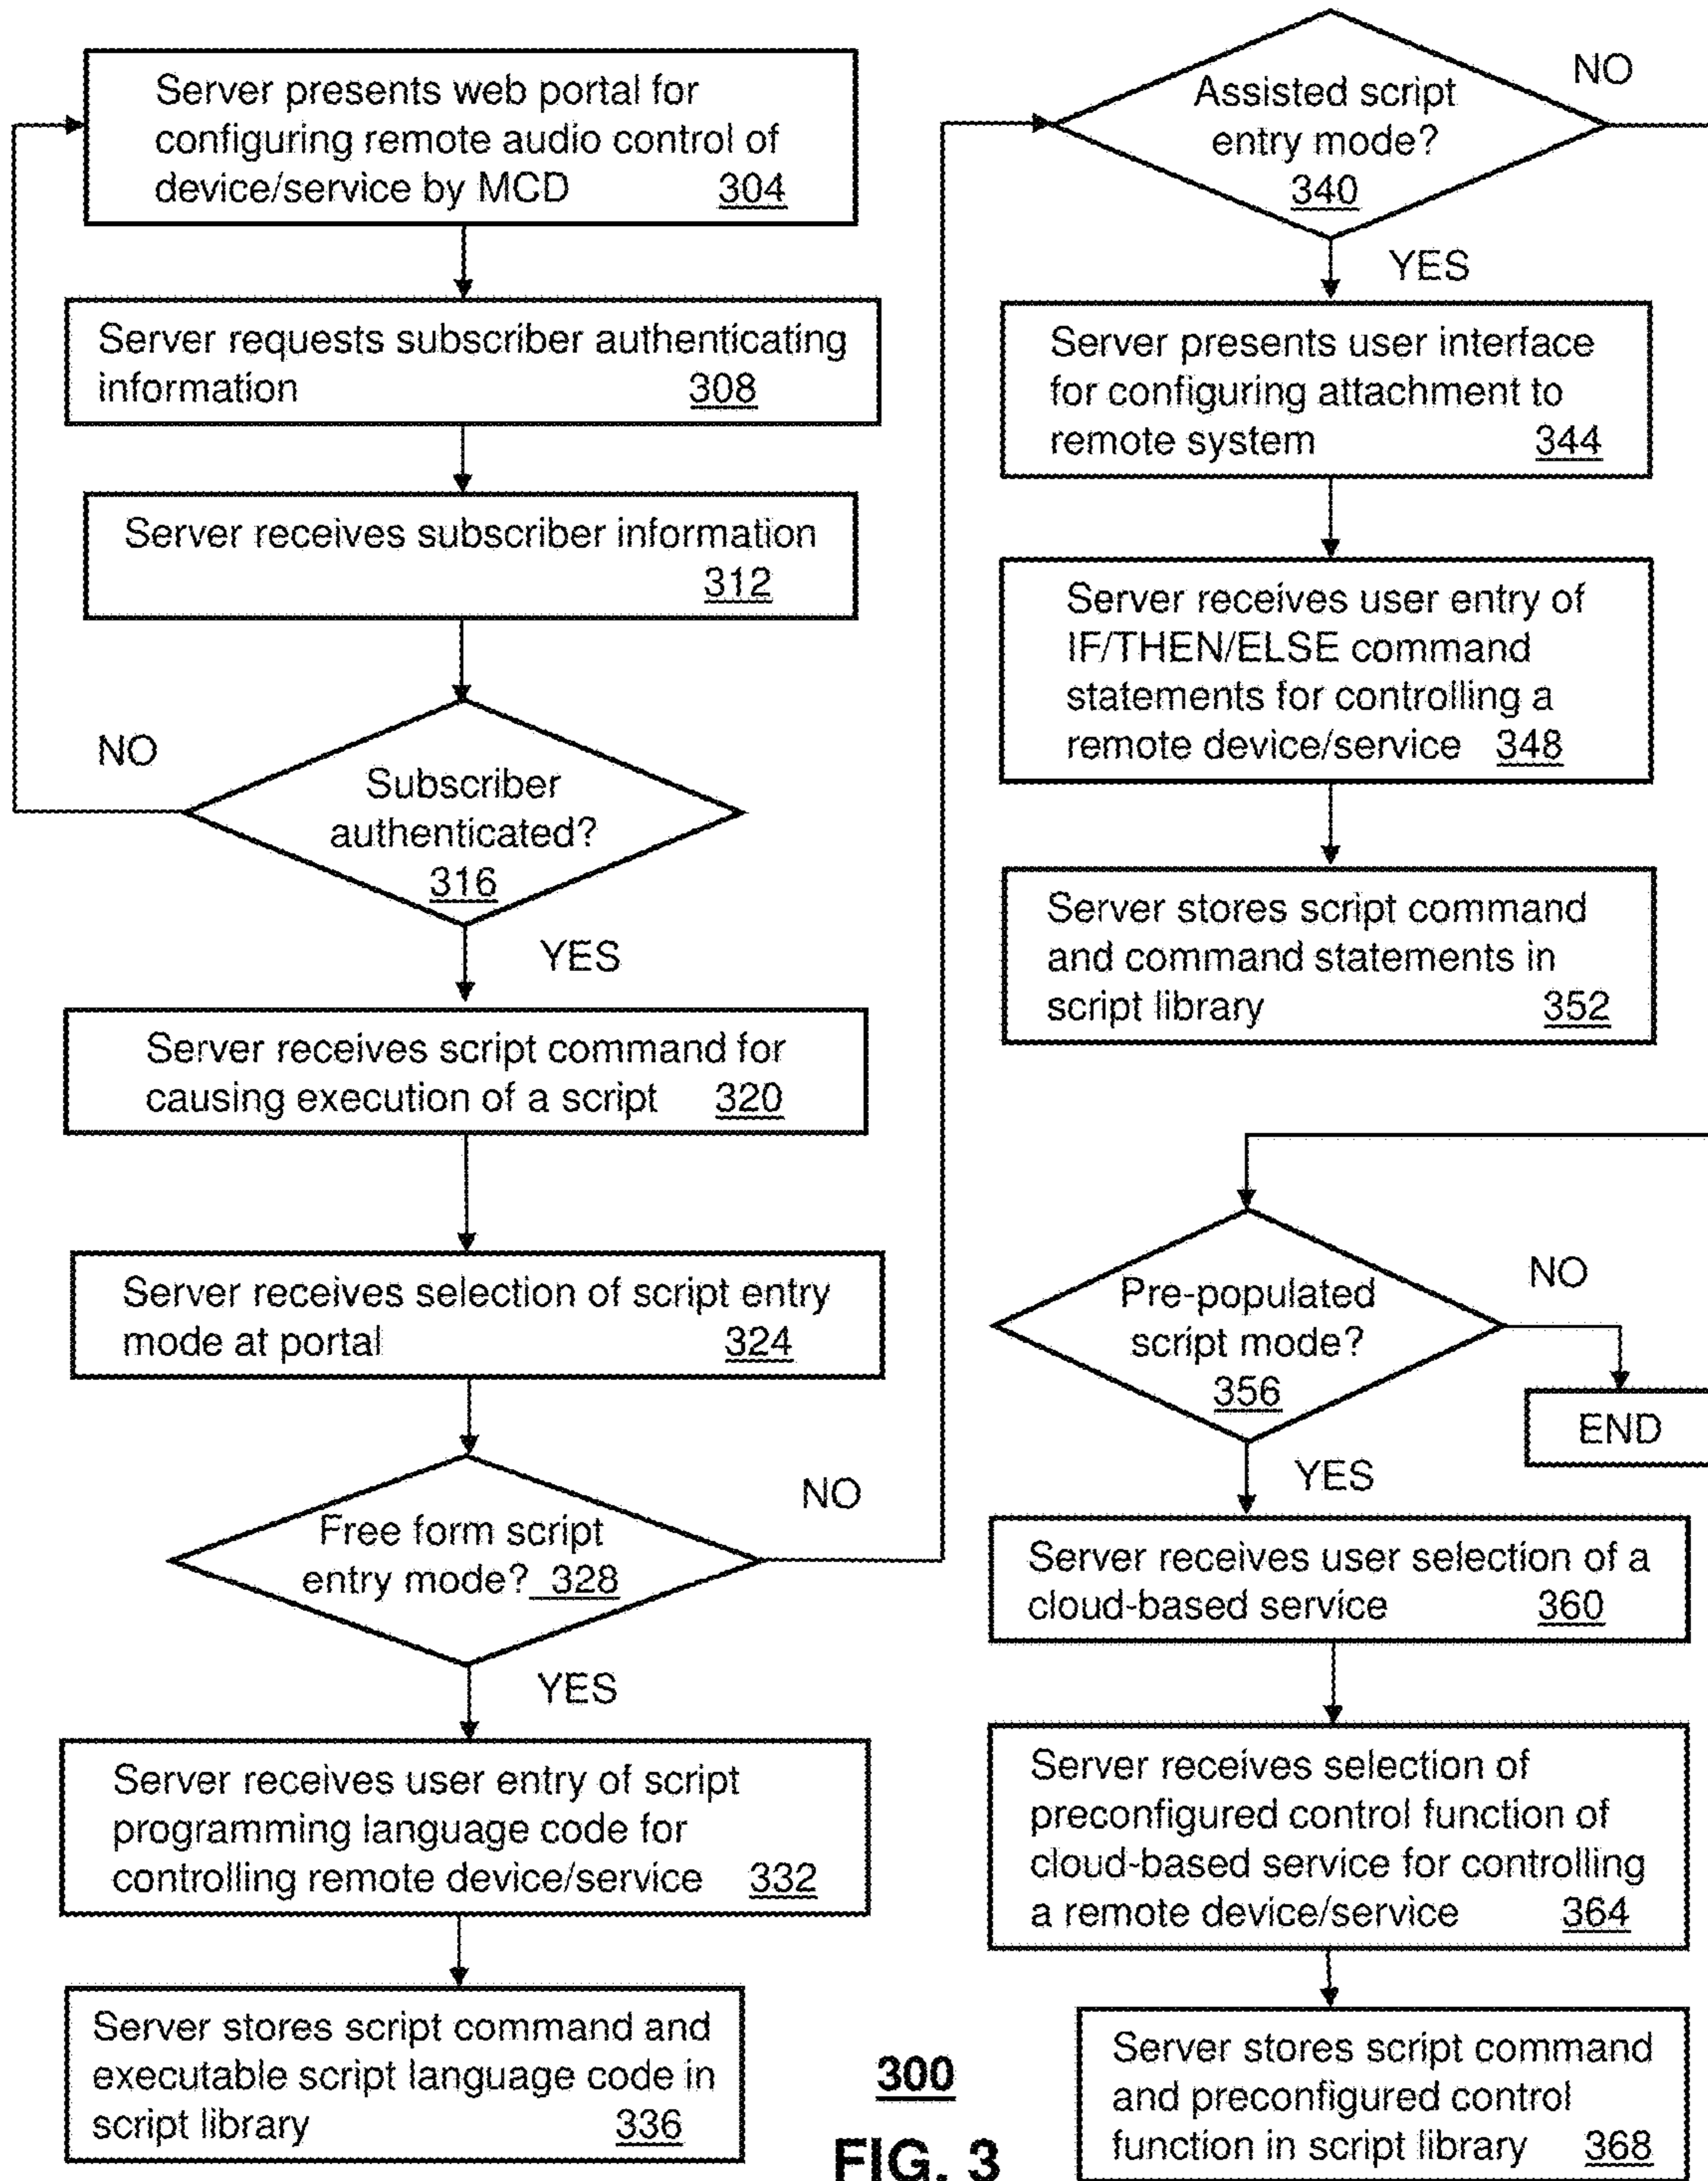 Server presents web portal for
configuring remote audio control of
device/service by MCD 304
Server requests subscriber authenticating
information 308
Server receives subscriber information
312
NO
Subscriber
authenticated?
316
YES
Server receives script command for
causing execution of a script 320
Server receives selection of script entry
mode at portal 324
NO
Free form script
entry mode? 328
YES
Server receives user entry of script
programming language code for
controlling remote device/service 332
Server stores script command and
executable script language code in
script library 336
NO
Assisted script
entry mode?
340
YES
Server presents user interface
for configuring attachment to
remote system 344
Server receives user entry of
IF/THEN/ELSE command
statements for controlling a
remote device/service 348
Server stores script command
and command statements in
script library 352
NO
Pre-populated
script mode?
356
END
YES
Server receives user selection of a
cloud-based service 360
Server receives selection of
preconfigured control function of
cloud-based service for controlling
a remote device/service 364
Server stores script command
and preconfigured control
function in script library 368
300
FIG. 3